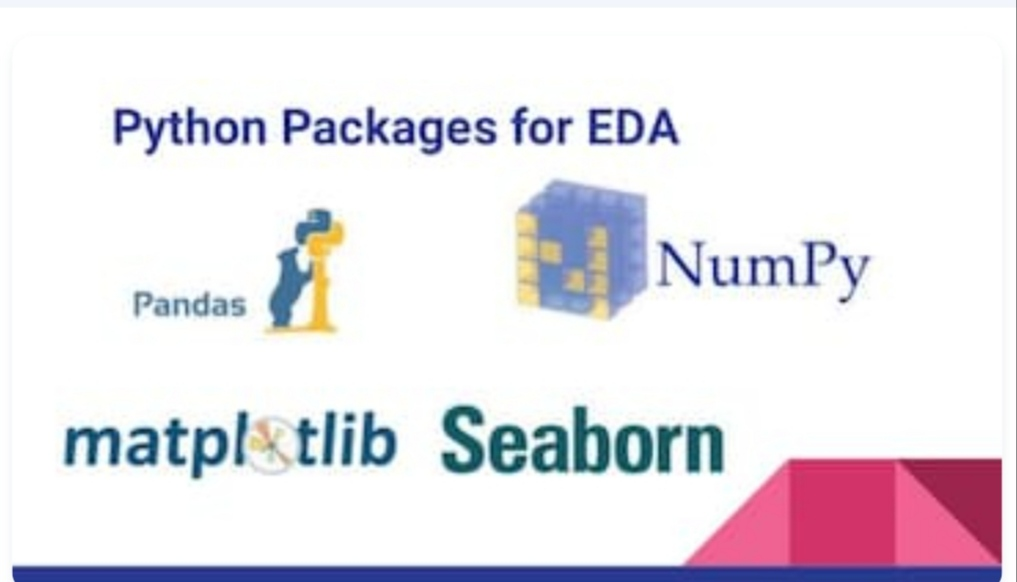 Python Packages for EDA
Pandas
NumPy
matplotlib
Seaborn